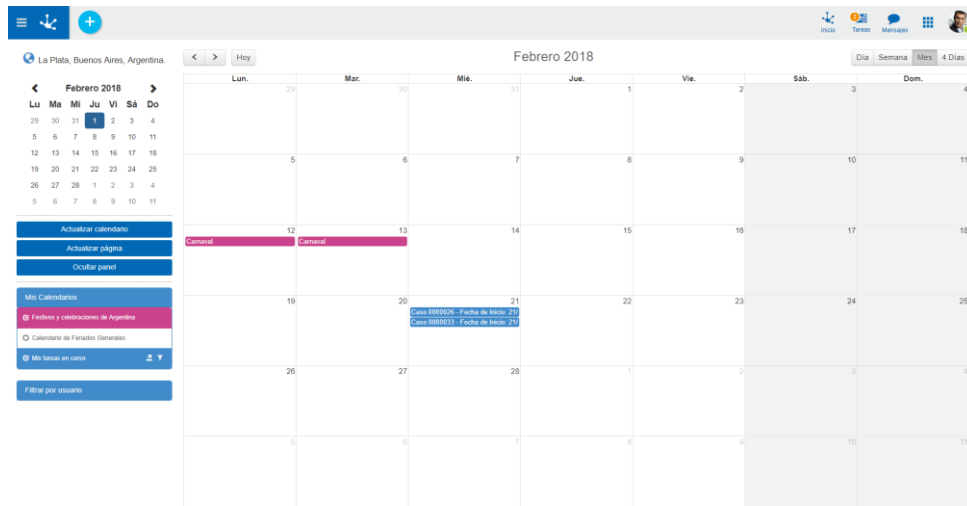 Inicio
Tareas
Mensajes
La Plata, Buenos Aires, Argentina.
Hoy
Febrero 2018
Día Semana Mes 4 Días
Febrero 2018
Lu Ma Mi Ju Vi Sá Do
29 30 31 1 2 3 4
5 6 7 8 9 10 11
12 13 14 15 16 17 18
19 20 21 22 23 24 25
26 27 28 1 2 3 4
5 6 7 8 9 10 11
Actualizar calendario
Actualizar página
Ocultar panel
Mis Calendarios
Festivos y celebraciones de Argentina
Calendario de Feriados Generales
Mis tareas en curso
Filtrar por usuario
Lun. Mar. Mié. Jue. Vie. Sáb. Dom.
29 30 31 1 2 3 4
5 6 7 8 9 10 11
12 13 14 15 16 17 18
Carnaval Carnaval
19 20 21 22 23 24 25
Caso 0000026 - Fecha de Inicio: 21/
Caso 0000033 - Fecha de Inicio: 21/
26 27 28 1 2 3 4
5 6 7 8 9 10 11